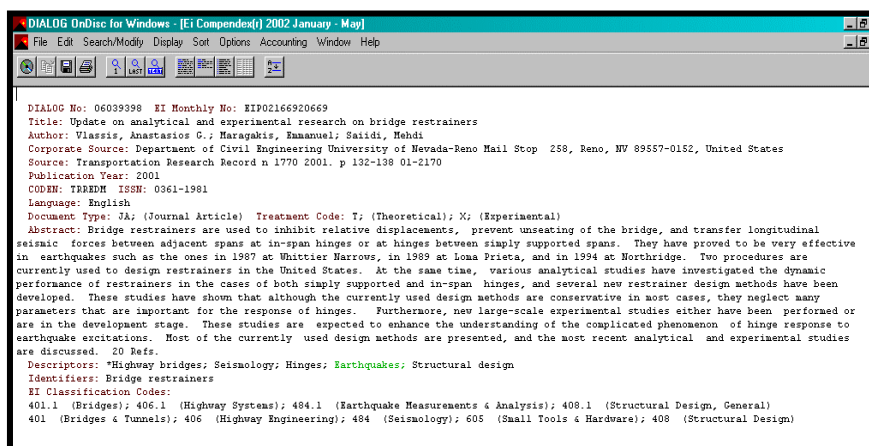 DIALOG OnDisc for Windows - [Ei Compendex(r) 2002 January - May]
File Edit Search/Modify Display Sort Options Accounting Window Help
1 LAST TERM A 2
DIALOG No: 06039398 EI Monthly No: EIP02166920669
Title: Update on analytical and experimental research on bridge restrainers
Author: Vlassis, Anastasios G.; Maragakis, Emmanuel; Saiidi, Mehdi
Corporate Source: Department of Civil Engineering University of Nevada-Reno Mail Stop 258, Reno, NV 89557-0152, United States
Source: Transportation Research Record n 1770 2001. p 132-138 01-2170
Publication Year: 2001
CODEN: TRREDM ISSN: 0361-1981
Language: English
Document Type: JA; (Journal Article) Treatment Code: T; (Theoretical); X; (Experimental)
Abstract: Bridge restrainers are used to inhibit relative displacements, prevent unseating of the bridge, and transfer longitudinal
seismic forces between adjacent spans at in-span hinges or at hinges between simply supported spans. They have proved to be very effective
in earthquakes such as the ones in 1987 at Whittier Narrows, in 1989 at Loma Prieta, and in 1994 at Northridge. Two procedures are
currently used to design restrainers in the United States. At the same time, various analytical studies have investigated the dynamic
performance of restrainers in the cases of both simply supported and in-span hinges, and several new restrainer design methods have been
developed. These studies have shown that although the currently used design methods are conservative in most cases, they neglect many
parameters that are important for the response of hinges. Furthermore, new large-scale experimental studies either have been performed or
are in the development stage. These studies are expected to enhance the understanding of the complicated phenomenon of hinge response to
earthquake excitations. Most of the currently used design methods are presented, and the most recent analytical and experimental studies
are discussed. 20 Refs.
Descriptors: *Highway bridges; Seismology; Hinges; Earthquakes; Structural design
Identifiers: Bridge restrainers
EI Classification Codes:
401.1 (Bridges); 406.1 (Highway Systems); 484.1 (Earthquake Measurements & Analysis); 408.1 (Structural Design, General)
401 (Bridges & Tunnels); 406 (Highway Engineering); 484 (Seismology); 605 (Small Tools & Hardware); 408 (Structural Design)